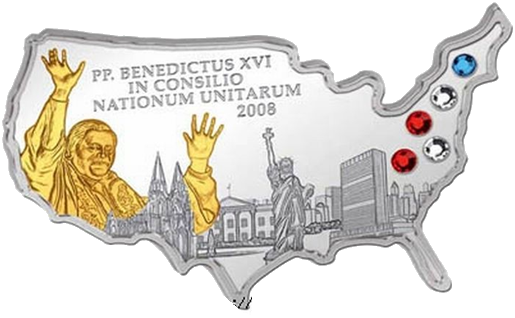 PP. BENEDICTUS XVI
IN CONSILIO
NATIONUM UNITARUM
2008